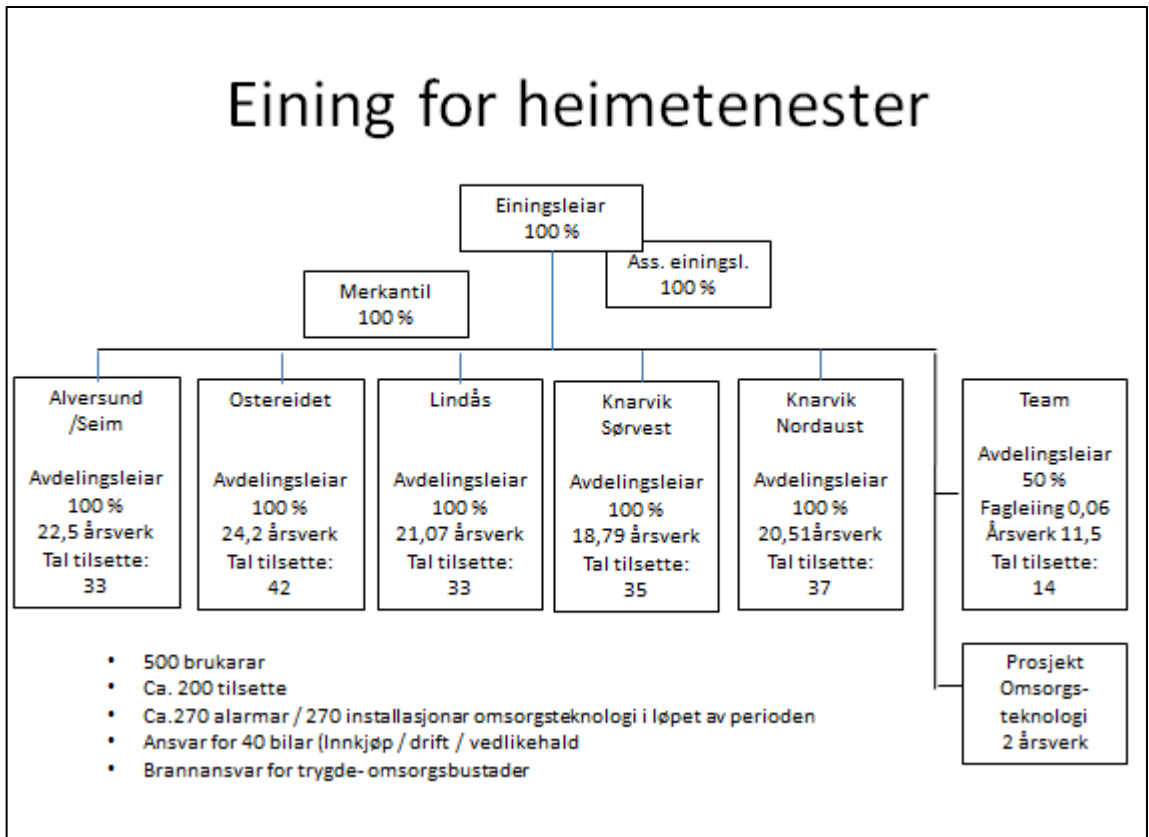 Eining for heimetenester
Einingsleiar
100 %
Ass. einingsl.
100 %
Merkantil
100 %
Alversund
/Seim
Avdelingsleiar
100 %
22,5 årsverk
Tal tilsette:
33
Ostereidet
Avdelingsleiar
100 %
24,2 årsverk
Tal tilsette:
42
Lindås
Avdelingsleiar
100 %
21,07 årsverk
Tal tilsette:
33
Knarvik
Sørvest
Avdelingsleiar
100 %
18,79 årsverk
Tal tilsette:
35
Knarvik
Nordaust
Avdelingsleiar
100 %
20,51årsverk
Tal tilsette:
37
Team
Avdelingsleiar
50 %
Fagleiing 0,06
Årsverk 11,5
Tal tilsette:
14
Prosjekt
Omsorgs-
teknologi
2 årsverk
• 500 brukarar
• Ca. 200 tilsette
• Ca.270 alarmar / 270 installasjonar omsorgsteknologi i løpet av perioden
• Ansvar for 40 bilar (Innkjøp / drift / vedlikehald
• Brannansvar for trygde- omsorgsbustader